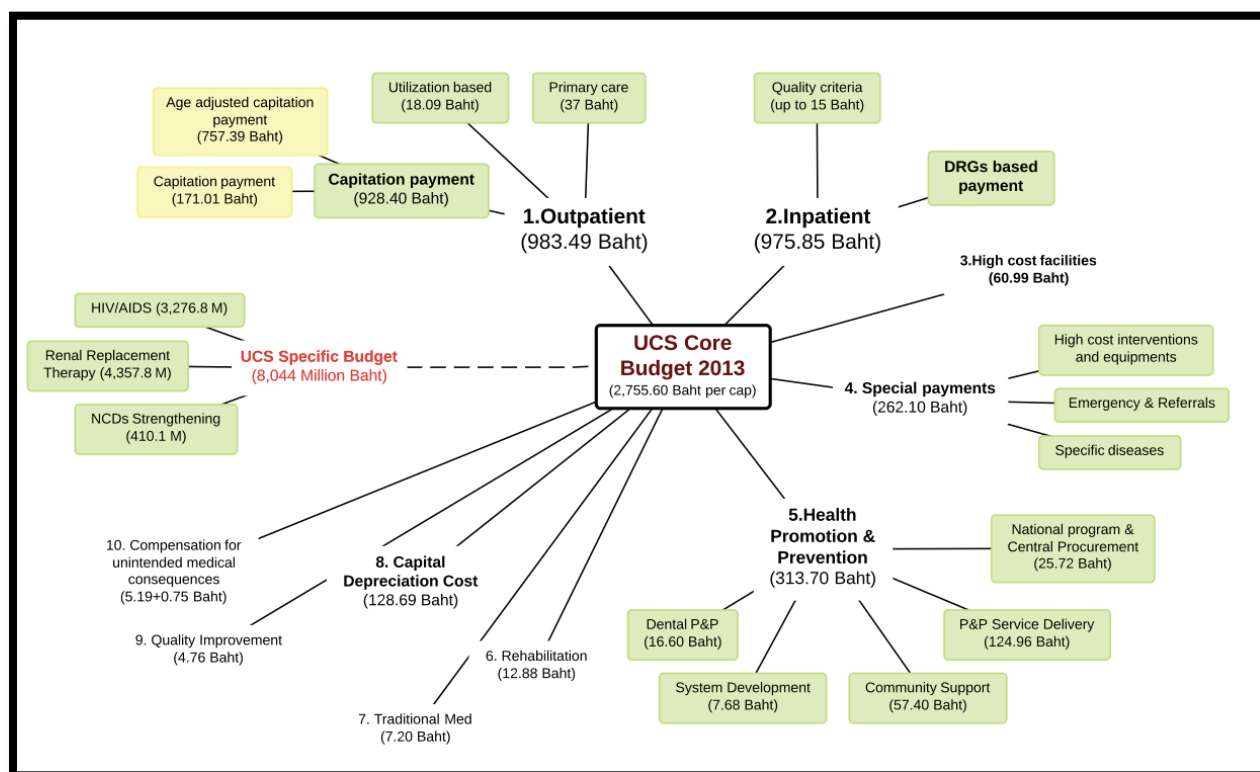 UCS Core
Budget 2013
(2,755.60 Baht per cap)
1.Outpatient
(983.49 Baht)
Utilization based
(18.09 Baht)
Primary care
(37 Baht)
Capitation payment
(928.40 Baht)
Age adjusted capitation
payment
(757.39 Baht)
Capitation payment
(171.01 Baht)
2.Inpatient
(975.85 Baht)
Quality criteria
(up to 15 Baht)
DRGs based
payment
3.High cost facilities
(60.99 Baht)
4. Special payments
(262.10 Baht)
High cost interventions
and equipments
Emergency & Referrals
Specific diseases
5.Health
Promotion &
Prevention
(313.70 Baht)
National program &
Central Procurement
(25.72 Baht)
P&P Service Delivery
(124.96 Baht)
Community Support
(57.40 Baht)
System Development
(7.68 Baht)
Dental P&P
(16.60 Baht)
6. Rehabilitation
(12.88 Baht)
7. Traditional Med
(7.20 Baht)
8. Capital
Depreciation Cost
(128.69 Baht)
9. Quality Improvement
(4.76 Baht)
10. Compensation for
unintended medical
consequences
(5.19+0.75 Baht)
UCS Specific Budget
(8,044 Million Baht)
HIV/AIDS (3,276.8 M)
Renal Replacement
Therapy (4,357.8 M)
NCDs Strengthening
(410.1 M)